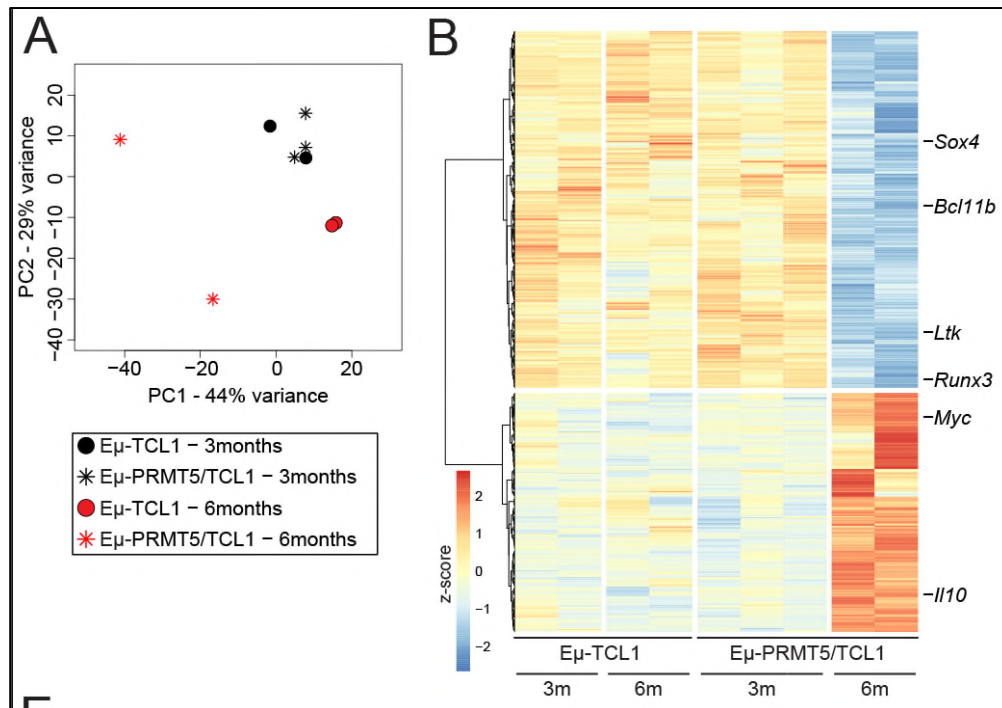 A
B
PC2 - 29% variance
20
10
0
−10
−20
−30
−40
−40
−20
0
20
PC1 - 44% variance
Eμ-TCL1 − 3months
Eμ-PRMT5/TCL1 − 3months
Eμ-TCL1 − 6months
Eμ-PRMT5/TCL1 − 6months
Sox4
Bcl11b
Ltk
Runx3
Myc
Il10
z-score
2
1
0
−1
−2
Eμ-TCL1
Eμ-PRMT5/TCL1
3m
6m
3m
6m